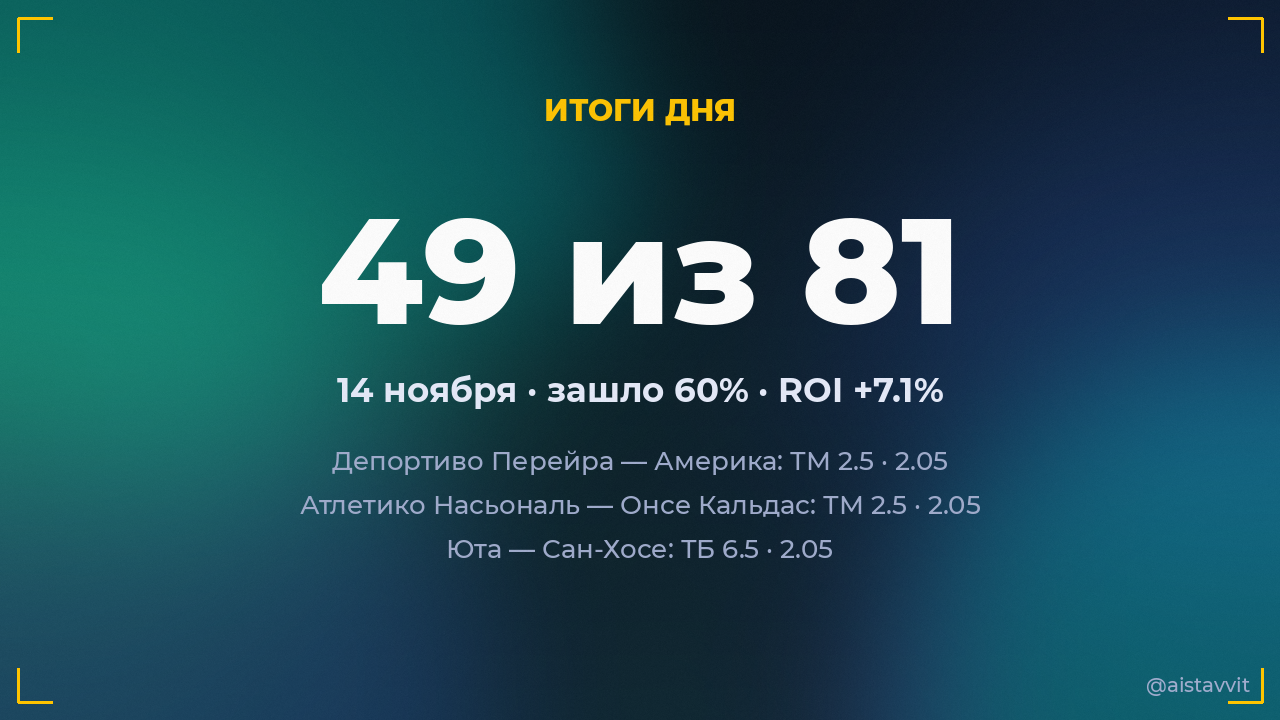 ИТОГИ ДНЯ
49 из 81
14 ноября · зашло 60% · ROI +7.1%
Депортиво Перейра — Америка: ТМ 2.5 · 2.05
Атлетико Насьональ — Онсе Кальдас: ТМ 2.5 · 2.05
Юта — Сан-Хосе: ТБ 6.5 · 2.05
@aistavvit